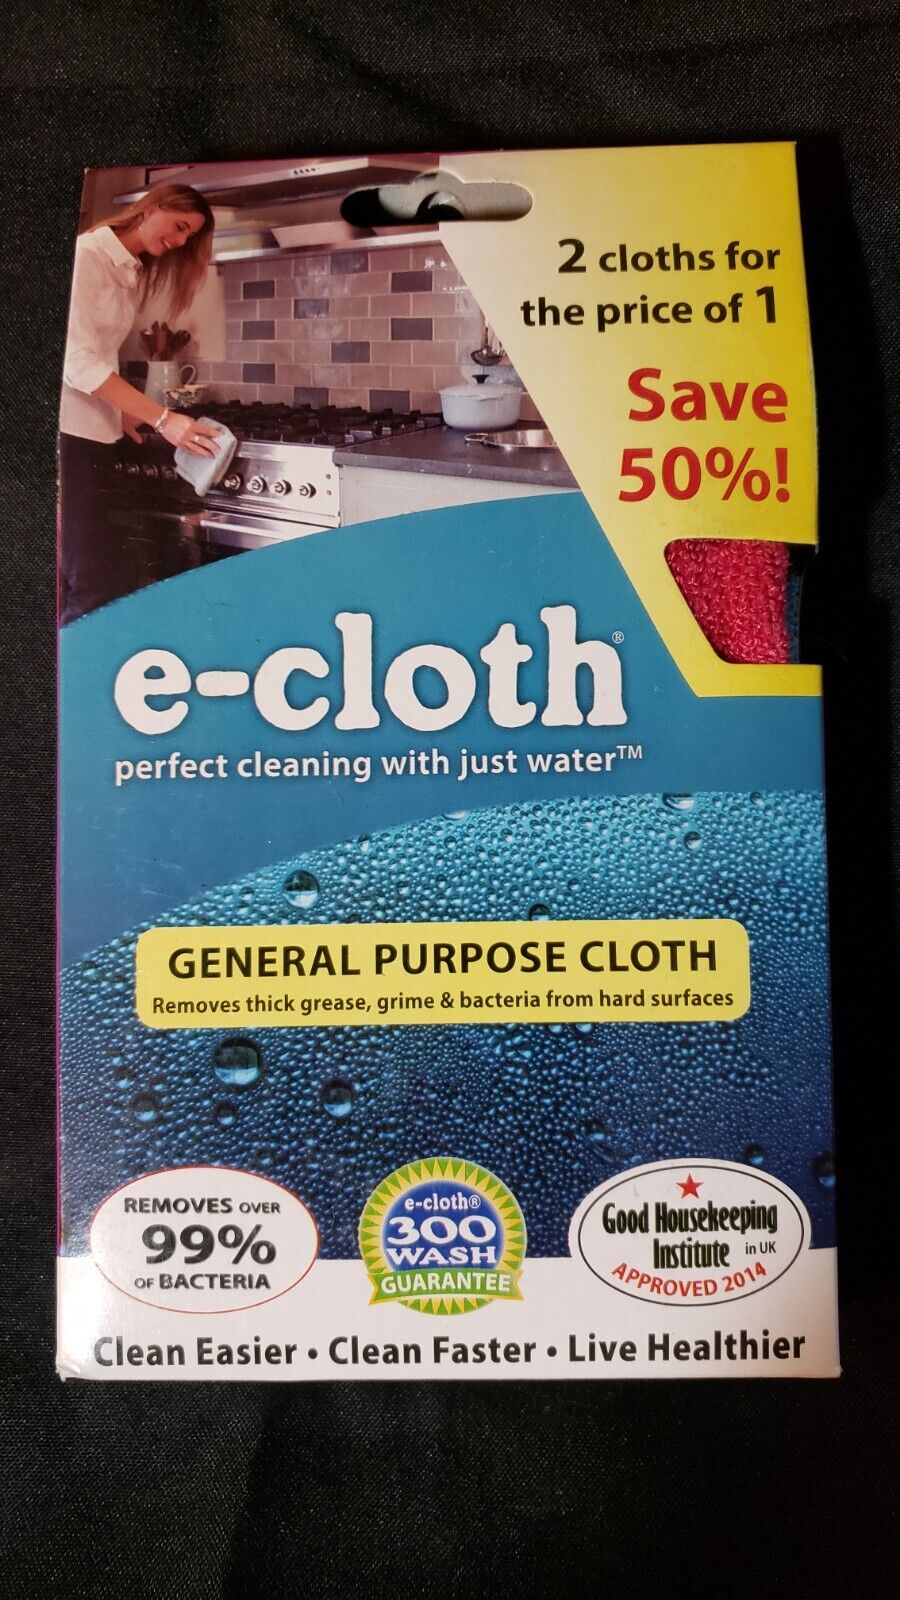 2 cloths for
the price of 1
Save
50%!
e-cloth®
perfect cleaning with just water™
GENERAL PURPOSE CLOTH
Removes thick grease, grime & bacteria from hard surfaces
REMOVES OVER
99%
OF BACTERIA
e-cloth®
300
WASH
GUARANTEE
Good Housekeeping
Institute in UK
APPROVED 2014
Clean Easier • Clean Faster • Live Healthier